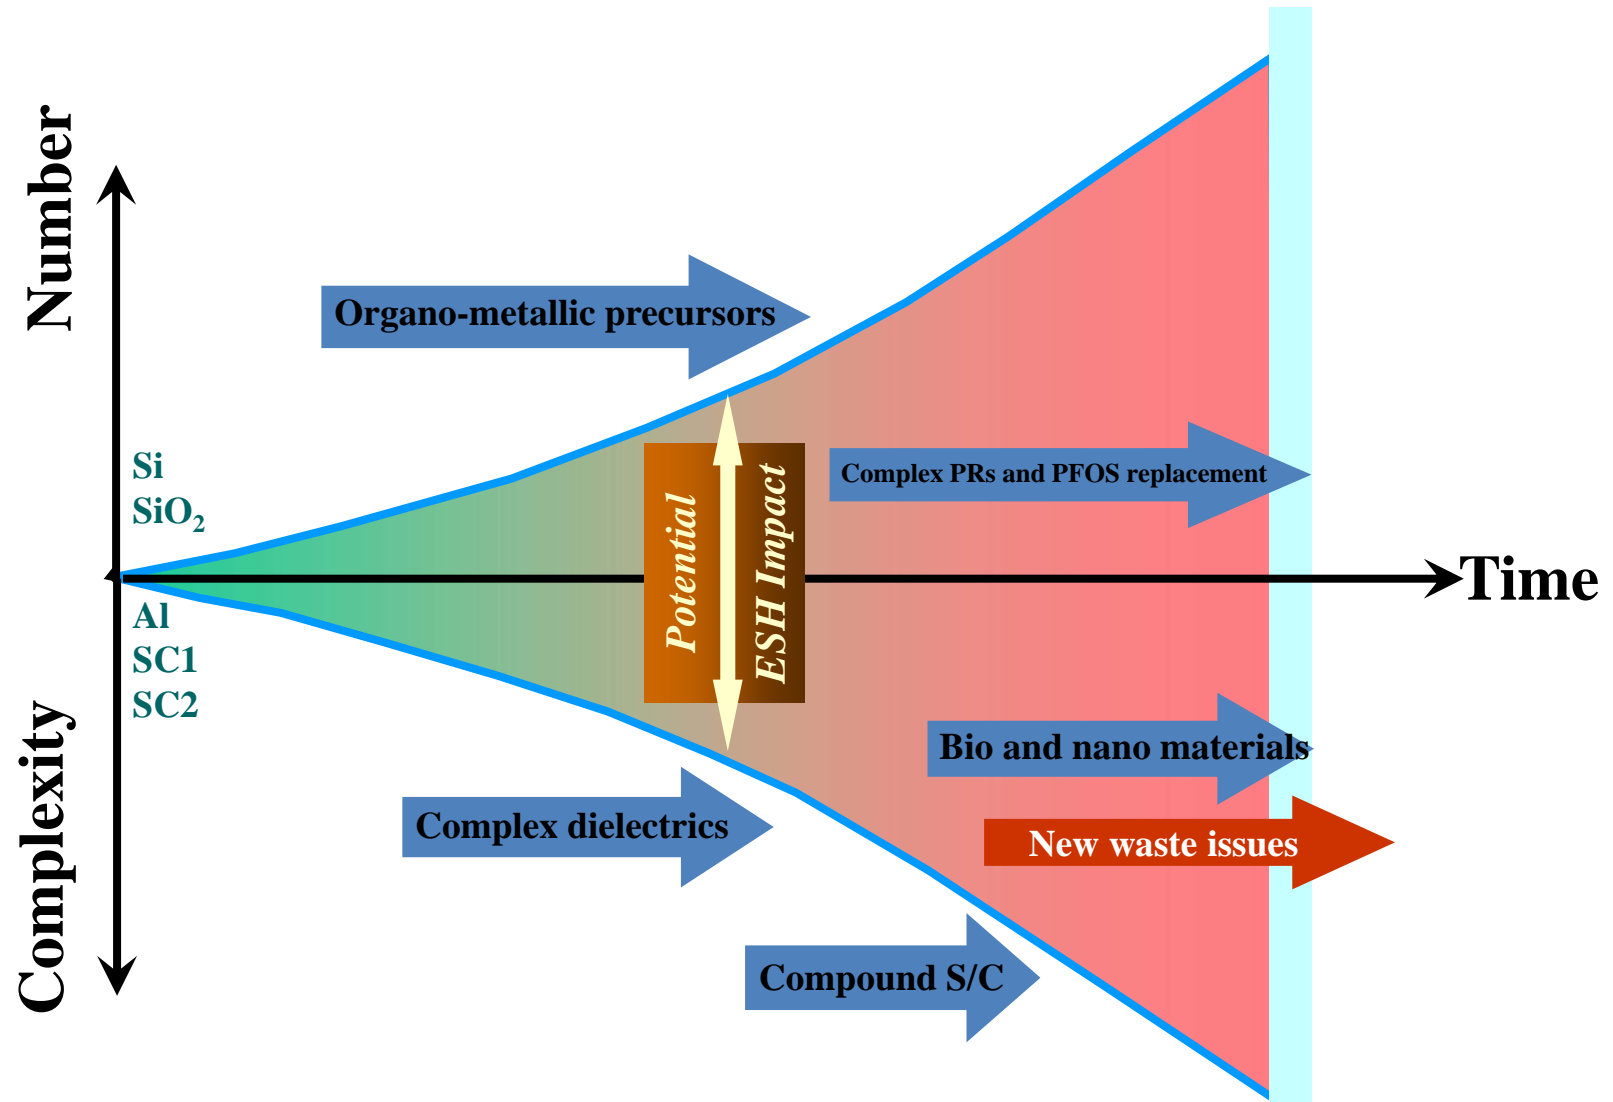 Number
Organo-metallic precursors
Si
SiO₂
Complex PRs and PFOS replacement
Potential
ESH Impact
Time
Al
SC1
SC2
Complexity
Bio and nano materials
Complex dielectrics
New waste issues
Compound S/C